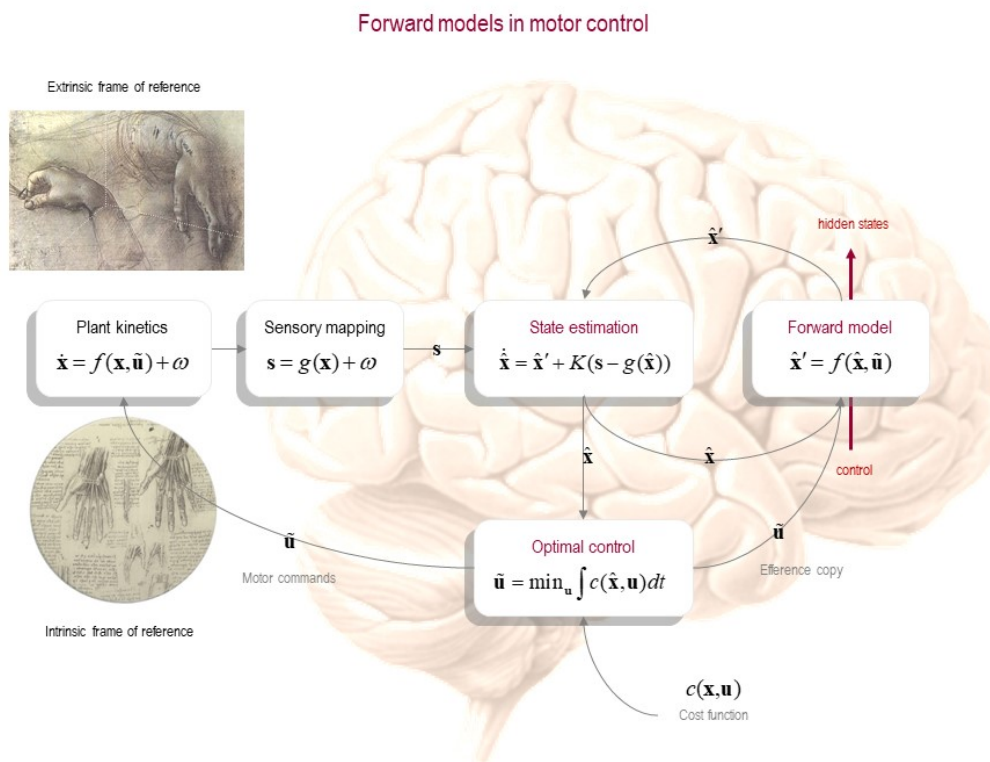 Forward models in motor control
Extrinsic frame of reference
hidden states
x̂′
Plant kinetics
ẋ = f(x,ũ) + ω
Sensory mapping
s = g(x) + ω
s
State estimation
x̂̇ = x̂′ + K(s − g(x̂))
Forward model
x̂′ = f(x̂,ũ)
x̂
x̂
control
ũ
Motor commands
Optimal control
ũ = min_u ∫ c(x̂,u)dt
ũ
Efference copy
Intrinsic frame of reference
c(x,u)
Cost function